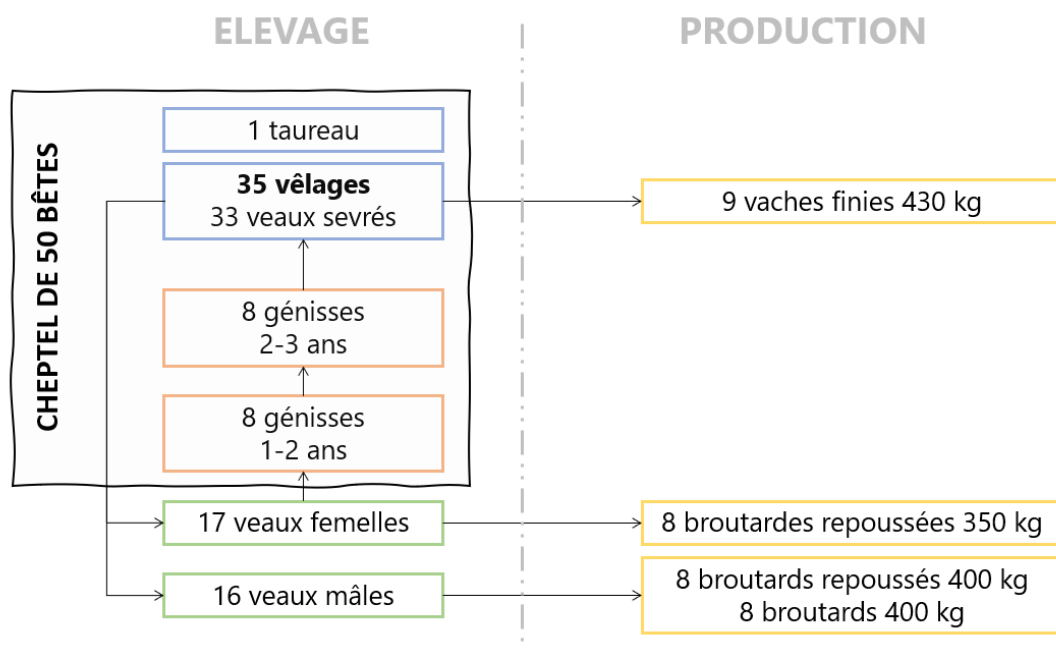 ELEVAGE
PRODUCTION
CHEPTEL DE 50 BÊTES
1 taureau
35 vêlages
33 veaux sevrés
9 vaches finies 430 kg
8 génisses
2-3 ans
8 génisses
1-2 ans
17 veaux femelles
8 broutardes repoussées 350 kg
16 veaux mâles
8 broutards repoussés 400 kg
8 broutards 400 kg